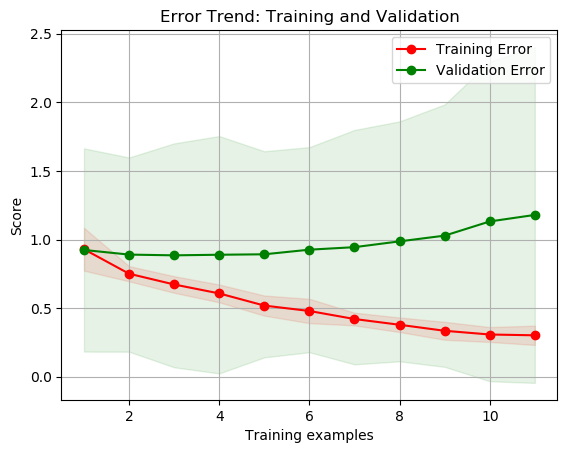 Error Trend: Training and Validation
2.5
2.0
1.5
1.0
0.5
0.0
Score
Training Error
Validation Error
2
4
6
8
10
Training examples